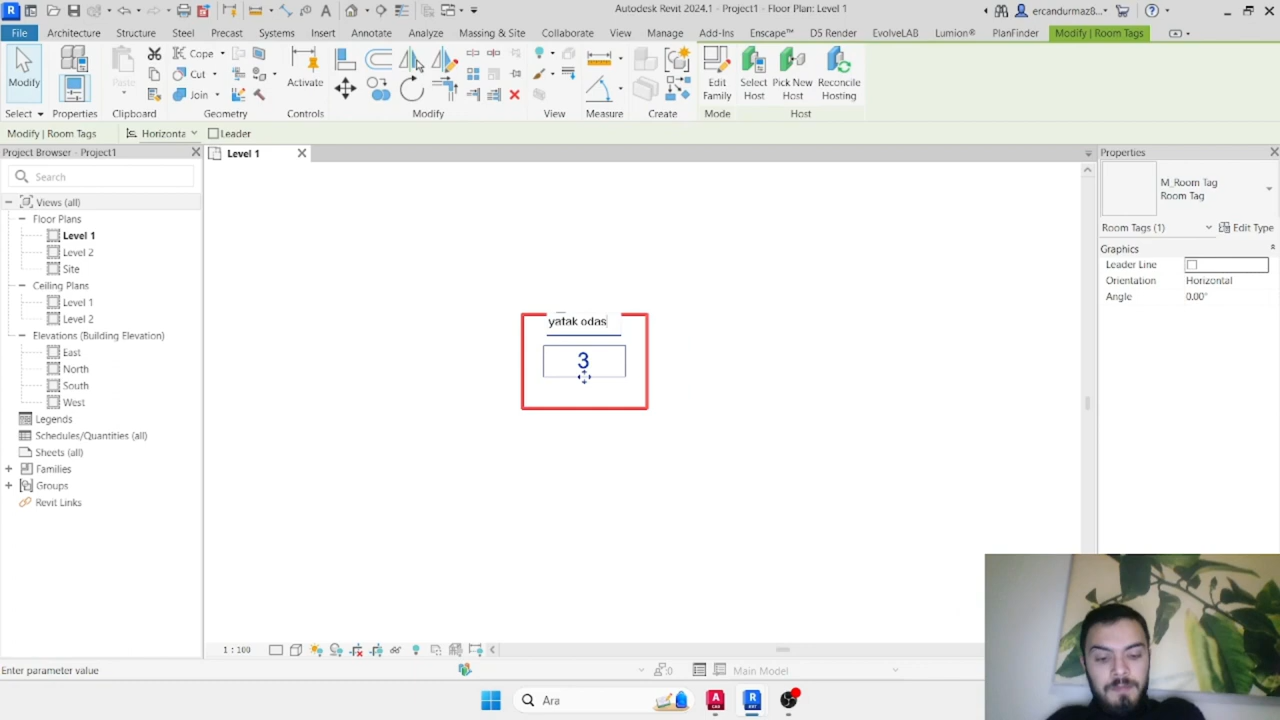 Autodesk Revit 2024.1 - Project1 - Floor Plan: Level 1
ercandurmaz8...
File Architecture Structure Steel Precast Systems Insert Annotate Analyze Massing & Site Collaborate View Manage Add-Ins Enscape™ D5 Render EvolveLAB Lumion® PlanFinder Modify | Room Tags
Modify
Paste
Cope
Cut
Join
Activate
Edit Family
Select Host
Pick New Host
Reconcile Hosting
Select Properties Clipboard Geometry Controls Modify View Measure Create Mode Host
Modify | Room Tags Horizonta Leader
Project Browser - Project1
Search
Views (all)
Floor Plans
Level 1
Level 2
Site
Ceiling Plans
Level 1
Level 2
Elevations (Building Elevation)
East
North
South
West
Legends
Schedules/Quantities (all)
Sheets (all)
Families
Groups
Revit Links
Level 1
yatak odas
3
Properties
M_Room Tag
Room Tag
Room Tags (1) Edit Type
Graphics
Leader Line
Orientation Horizontal
Angle 0.00°
1 : 100
Enter parameter value
:0
Main Model
Ara